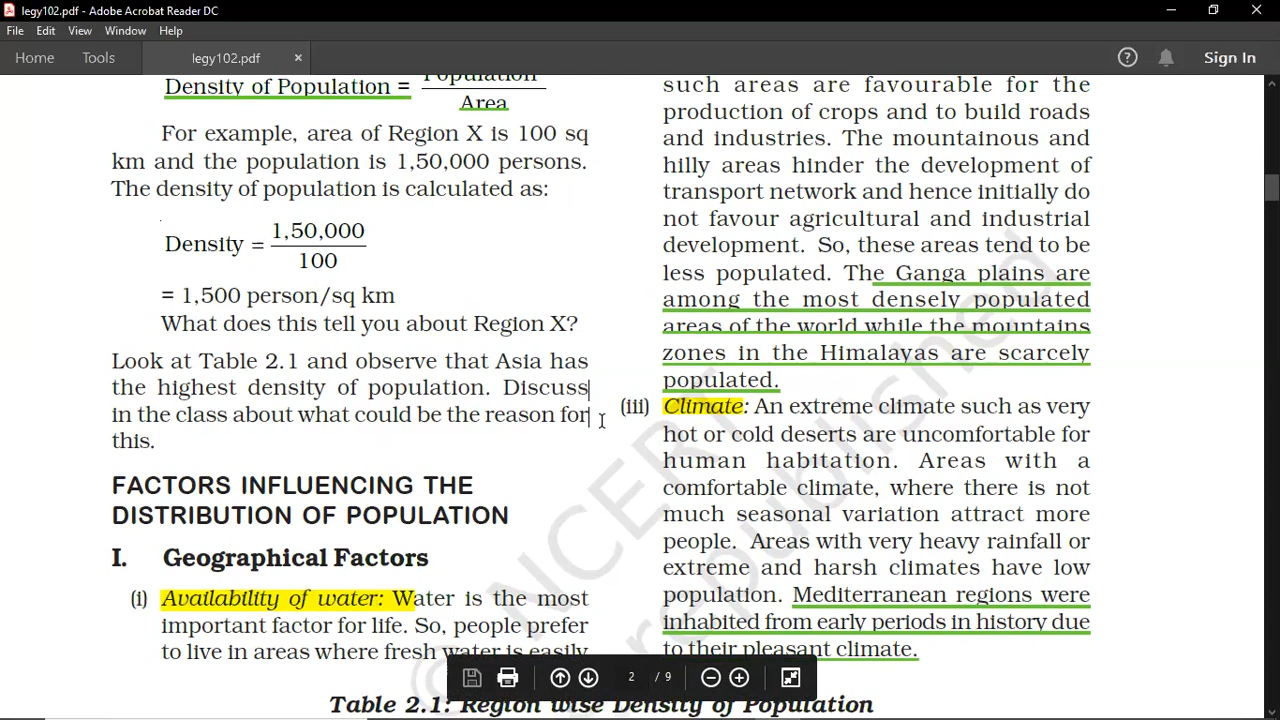 legy102.pdf - Adobe Acrobat Reader DC
File Edit View Window Help
Home Tools legy102.pdf × Sign In
Density of Population = Population
Area
For example, area of Region X is 100 sq
km and the population is 1,50,000 persons.
The density of population is calculated as:
Density = 1,50,000
100
= 1,500 person/sq km
What does this tell you about Region X?
Look at Table 2.1 and observe that Asia has
the highest density of population. Discuss
in the class about what could be the reason for
this.
FACTORS INFLUENCING THE
DISTRIBUTION OF POPULATION
I. Geographical Factors
(i) Availability of water: Water is the most
important factor for life. So, people prefer
to live in areas where fresh water is easily
such areas are favourable for the
production of crops and to build roads
and industries. The mountainous and
hilly areas hinder the development of
transport network and hence initially do
not favour agricultural and industrial
development. So, these areas tend to be
less populated. The Ganga plains are
among the most densely populated
areas of the world while the mountains
zones in the Himalayas are scarcely
populated.
(iii) Climate: An extreme climate such as very
hot or cold deserts are uncomfortable for
human habitation. Areas with a
comfortable climate, where there is not
much seasonal variation attract more
people. Areas with very heavy rainfall or
extreme and harsh climates have low
population. Mediterranean regions were
inhabited from early periods in history due
to their pleasant climate.
2 / 9
Table 2.1: Region wise Density of Population
© NCERT
republished